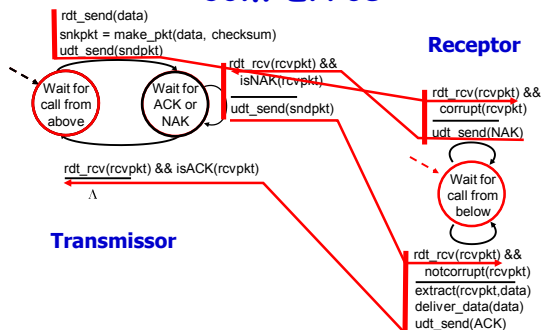 rdt_send(data)
snkpkt = make_pkt(data, checksum)
udt_send(sndpkt)
Receptor
rdt_rcv(rcvpkt) &&
isNAK(rcvpkt)
udt_send(sndpkt)
rdt_rcv(rcvpkt) &&
corrupt(rcvpkt)
udt_send(NAK)
Wait for
call from
above
Wait for
ACK or
NAK
rdt_rcv(rcvpkt) && isACK(rcvpkt)
Λ
Wait for
call from
below
Transmissor
rdt_rcv(rcvpkt) &&
notcorrupt(rcvpkt)
extract(rcvpkt,data)
deliver_data(data)
udt_send(ACK)